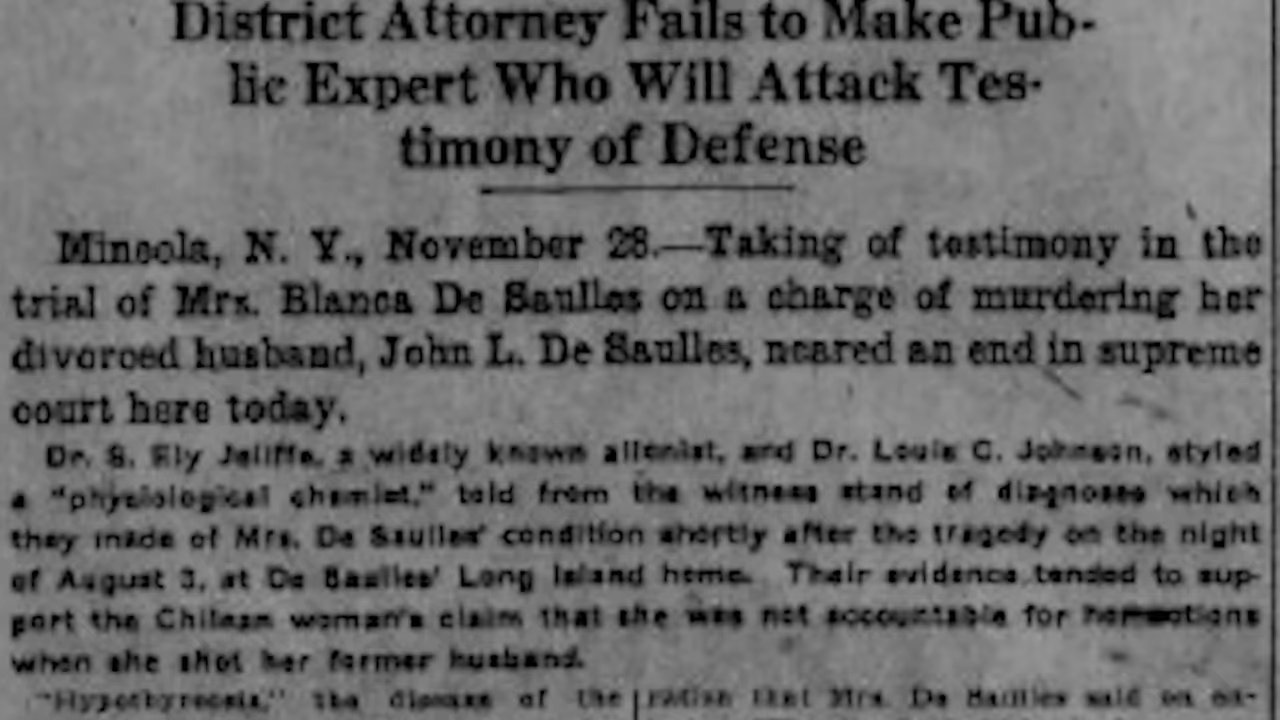 District Attorney Fails to Make Pub-
lic Expert Who Will Attack Tes-
timony of Defense
Mineola, N. Y., November 28.—Taking of testimony in the
trial of Mrs. Blanca De Saulles on a charge of murdering her
divorced husband, John L. De Saulles, neared an end in supreme
court here today.
Dr. S. Ely Jeliffe, a widely known alienist, and Dr. Louis C. Johnson, styled
a "physiological chemist," told from the witness stand of diagnoses which
they made of Mrs. De Saulles' condition shortly after the tragedy on the night
of August 3, at De Saulles' Long Island home. Their evidence tended to sup-
port the Chilean woman's claim that she was not accountable for her actions
when she shot her former husband.
"Hypothyrosis," the disease of the
that Mrs. De Saulles said on